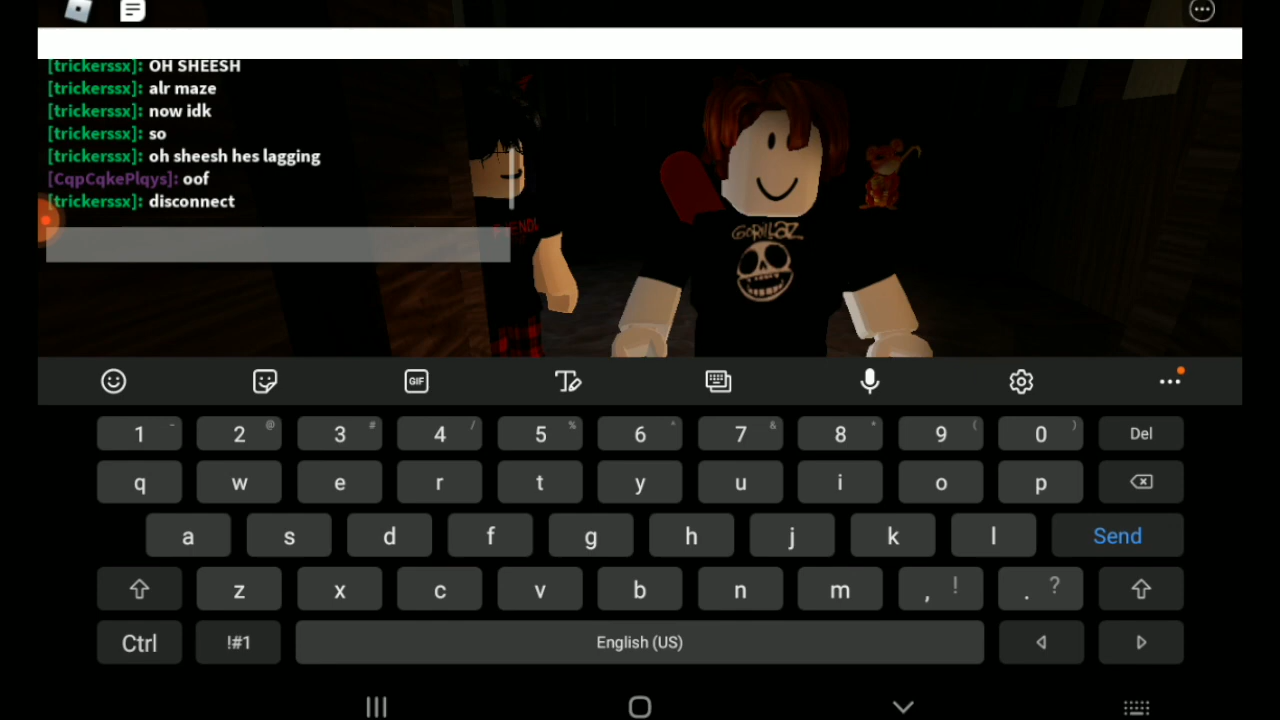 [trickerssx]: OH SHEESH
[trickerssx]: alr maze
[trickerssx]: now idk
[trickerssx]: so
[trickerssx]: oh sheesh hes lagging
[CqpCqkePlqys]: oof
[trickerssx]: disconnect
GORILLAZ
GIF
1 - 2 @ 3 # 4 / 5 % 6 ^ 7 & 8 * 9 ( 0 ) Del
q w e r t y u i o p
a s d f g h j k l Send
z x c v b n m , ! . ?
Ctrl !#1 English (US)